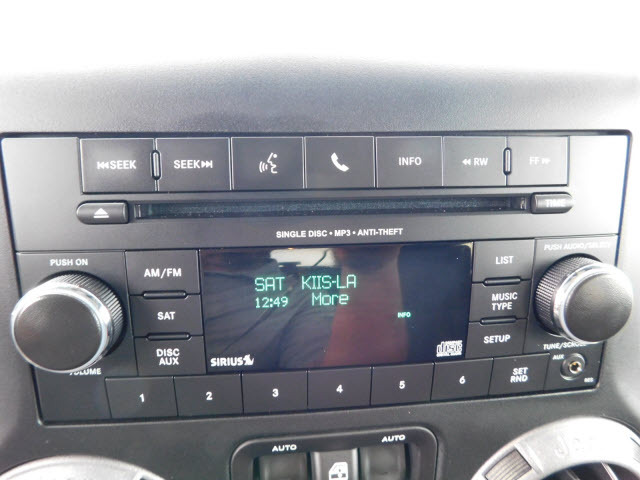 SEEK SEEK INFO RW FF
TIME
SINGLE DISC • MP3 • ANTI-THEFT
PUSH ON
AM/FM
SAT
DISC AUX
VOLUME
SAT KIIS-LA
12:49 More
INFO
SIRIUS
LIST
MUSIC TYPE
SETUP
PUSH AUDIO/SELECT
TUNE/SCROLL
AUX
1 2 3 4 5 6 SET RND
AUTO AUTO